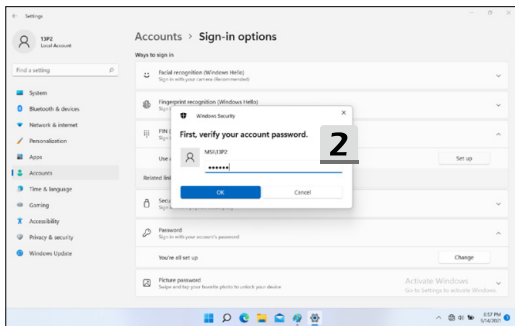 Settings
13P2
Local Account
Find a setting
System
Bluetooth & devices
Network & internet
Personalization
Apps
Accounts
Time & language
Gaming
Accessibility
Privacy & security
Windows Update
Accounts > Sign-in options
Ways to sign in
Facial recognition (Windows Hello)
Sign in with your camera (Recommended)
Fingerprint recognition (Windows Hello)
PIN
Set up
Windows Security
First, verify your account password.
MSI\13P2
OK
Cancel
2
Password
Sign in with your account's password
You're all set up
Change
Picture password
Swipe and tap your favorite photo to unlock your device
Activate Windows
Go to Settings to activate Windows.
6:57 PM